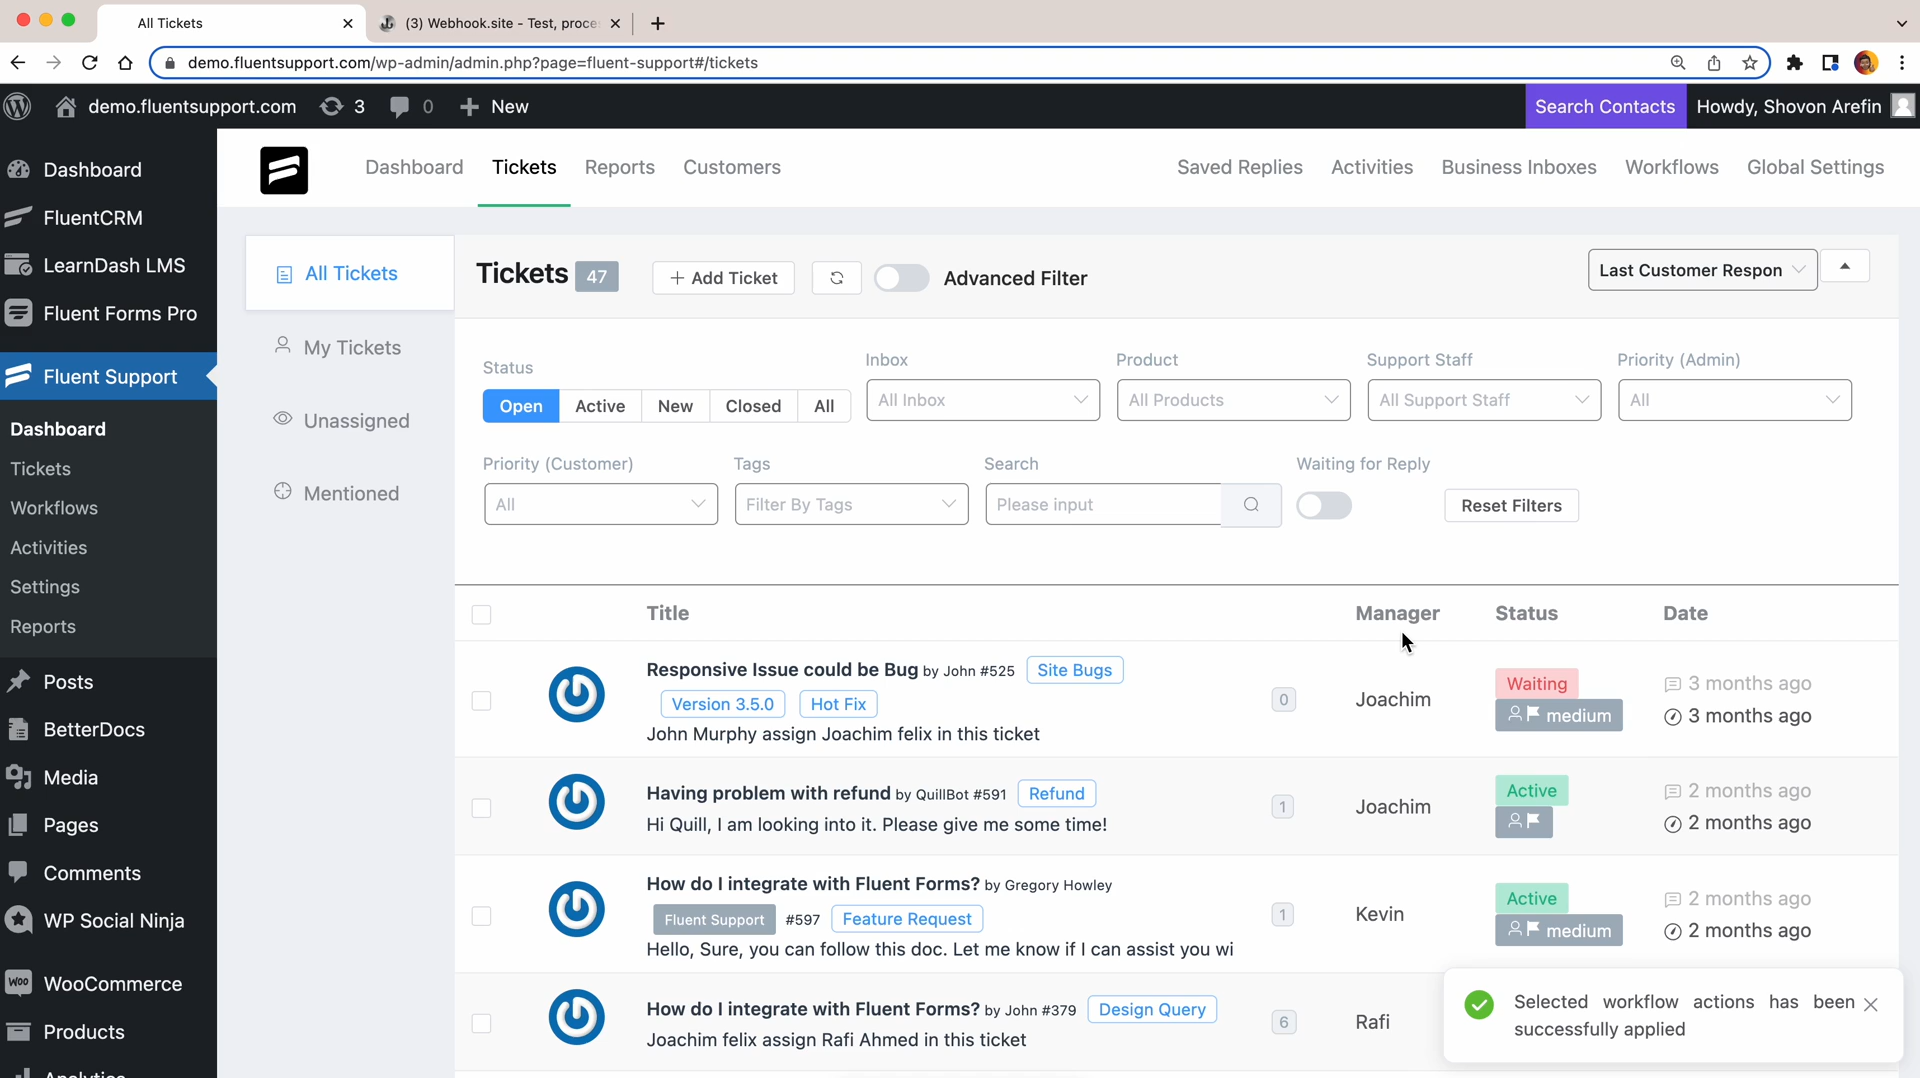 All Tickets
(3) Webhook.site - Test, proce
demo.fluentsupport.com/wp-admin/admin.php?page=fluent-support#/tickets
demo.fluentsupport.com 3 0 New
Search Contacts Howdy, Shovon Arefin
Dashboard
FluentCRM
LearnDash LMS
Fluent Forms Pro
Fluent Support
Dashboard
Tickets
Workflows
Activities
Settings
Reports
Posts
BetterDocs
Media
Pages
Comments
WP Social Ninja
Woo WooCommerce
Products
Dashboard Tickets Reports Customers
Saved Replies Activities Business Inboxes Workflows Global Settings
All Tickets
My Tickets
Unassigned
Mentioned
Tickets 47 + Add Ticket Advanced Filter Last Customer Respon
Status Inbox Product Support Staff Priority (Admin)
Open Active New Closed All All Inbox All Products All Support Staff All
Priority (Customer) Tags Search Waiting for Reply
All Filter By Tags Please input Reset Filters
Title Manager Status Date
Responsive Issue could be Bug by John #525 Site Bugs
Version 3.5.0 Hot Fix
John Murphy assign Joachim felix in this ticket
0 Joachim
Waiting
medium
3 months ago
3 months ago
Having problem with refund by QuillBot #591 Refund
Hi Quill, I am looking into it. Please give me some time!
1 Joachim
Active
2 months ago
2 months ago
How do I integrate with Fluent Forms? by Gregory Howley
Fluent Support #597 Feature Request
Hello, Sure, you can follow this doc. Let me know if I can assist you wi
1 Kevin
Active
medium
2 months ago
2 months ago
How do I integrate with Fluent Forms? by John #379 Design Query
Joachim felix assign Rafi Ahmed in this ticket
6 Rafi
Selected workflow actions has been
successfully applied